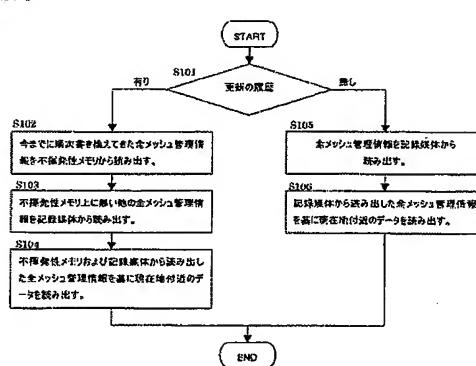 START
S101
有り
更新の履歴
無し
S102
今までに順次書き換えてきた全メッシュ管理情
報を不揮発性メモリから読み出す。
S103
不揮発性メモリ上に無い他の全メッシュ管理情
報を記録媒体から読み出す。
S104
不揮発性メモリおよび記録媒体から読み出し
た全メッシュ管理情報を基に現在地付近のデ
ータを読み出す。
S105
全メッシュ管理情報を記録媒体から
読み出す。
S106
記録媒体から読み出した全メッシュ管理情報
を基に現在地付近のデータを読み出す。
END